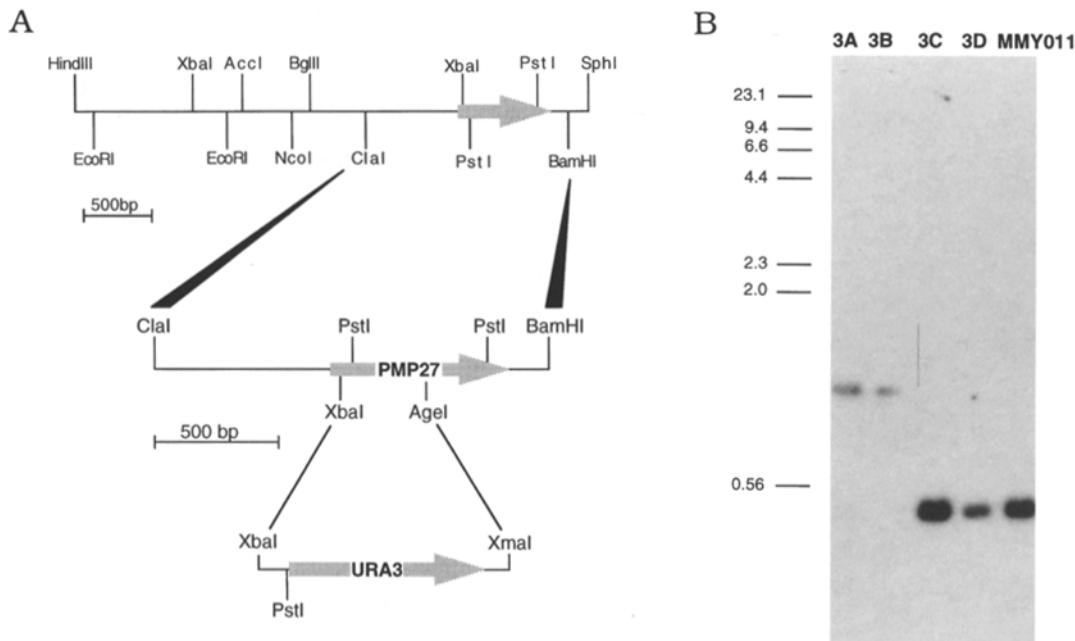 A
HindIII XbaI AccI BglII XbaI PstI SphI
EcoRI EcoRI NcoI ClaI PstI BamHI
500bp
ClaI PstI PstI BamHI
PMP27
XbaI AgeI
500 bp
XbaI XmaI
URA3
PstI
B
3A 3B 3C 3D MMY011
23.1
9.4
6.6
4.4
2.3
2.0
0.56